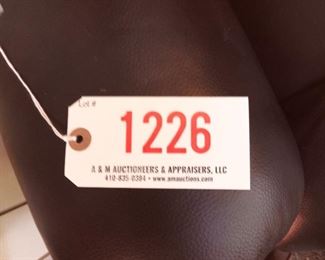 Lot #
1226
A & M AUCTIONEERS & APPRAISERS, LLC
410-835-0384 • www.amauctions.com